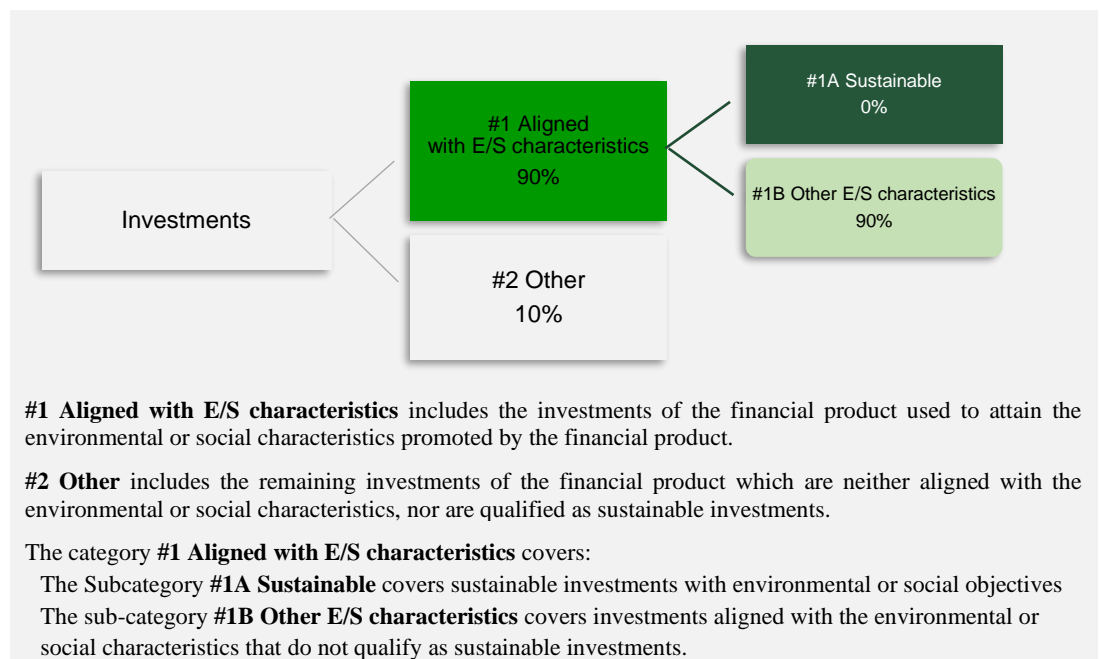 #1A Sustainable
0%
#1 Aligned
with E/S characteristics
90%
#1B Other E/S characteristics
90%
Investments
#2 Other
10%
#1 Aligned with E/S characteristics includes the investments of the financial product used to attain the
environmental or social characteristics promoted by the financial product.
#2 Other includes the remaining investments of the financial product which are neither aligned with the
environmental or social characteristics, nor are qualified as sustainable investments.
The category #1 Aligned with E/S characteristics covers:
The Subcategory #1A Sustainable covers sustainable investments with environmental or social objectives
The sub-category #1B Other E/S characteristics covers investments aligned with the environmental or
social characteristics that do not qualify as sustainable investments.